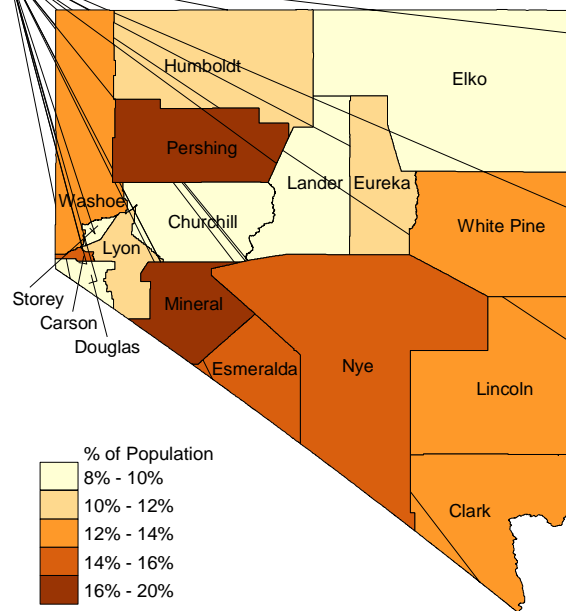 Humboldt
Elko
Pershing
Lander
Eureka
Washoe
Churchill
White Pine
Lyon
Storey
Mineral
Carson
Douglas
Esmeralda
Nye
Lincoln
% of Population
8% - 10%
10% - 12%
12% - 14%
14% - 16%
16% - 20%
Clark